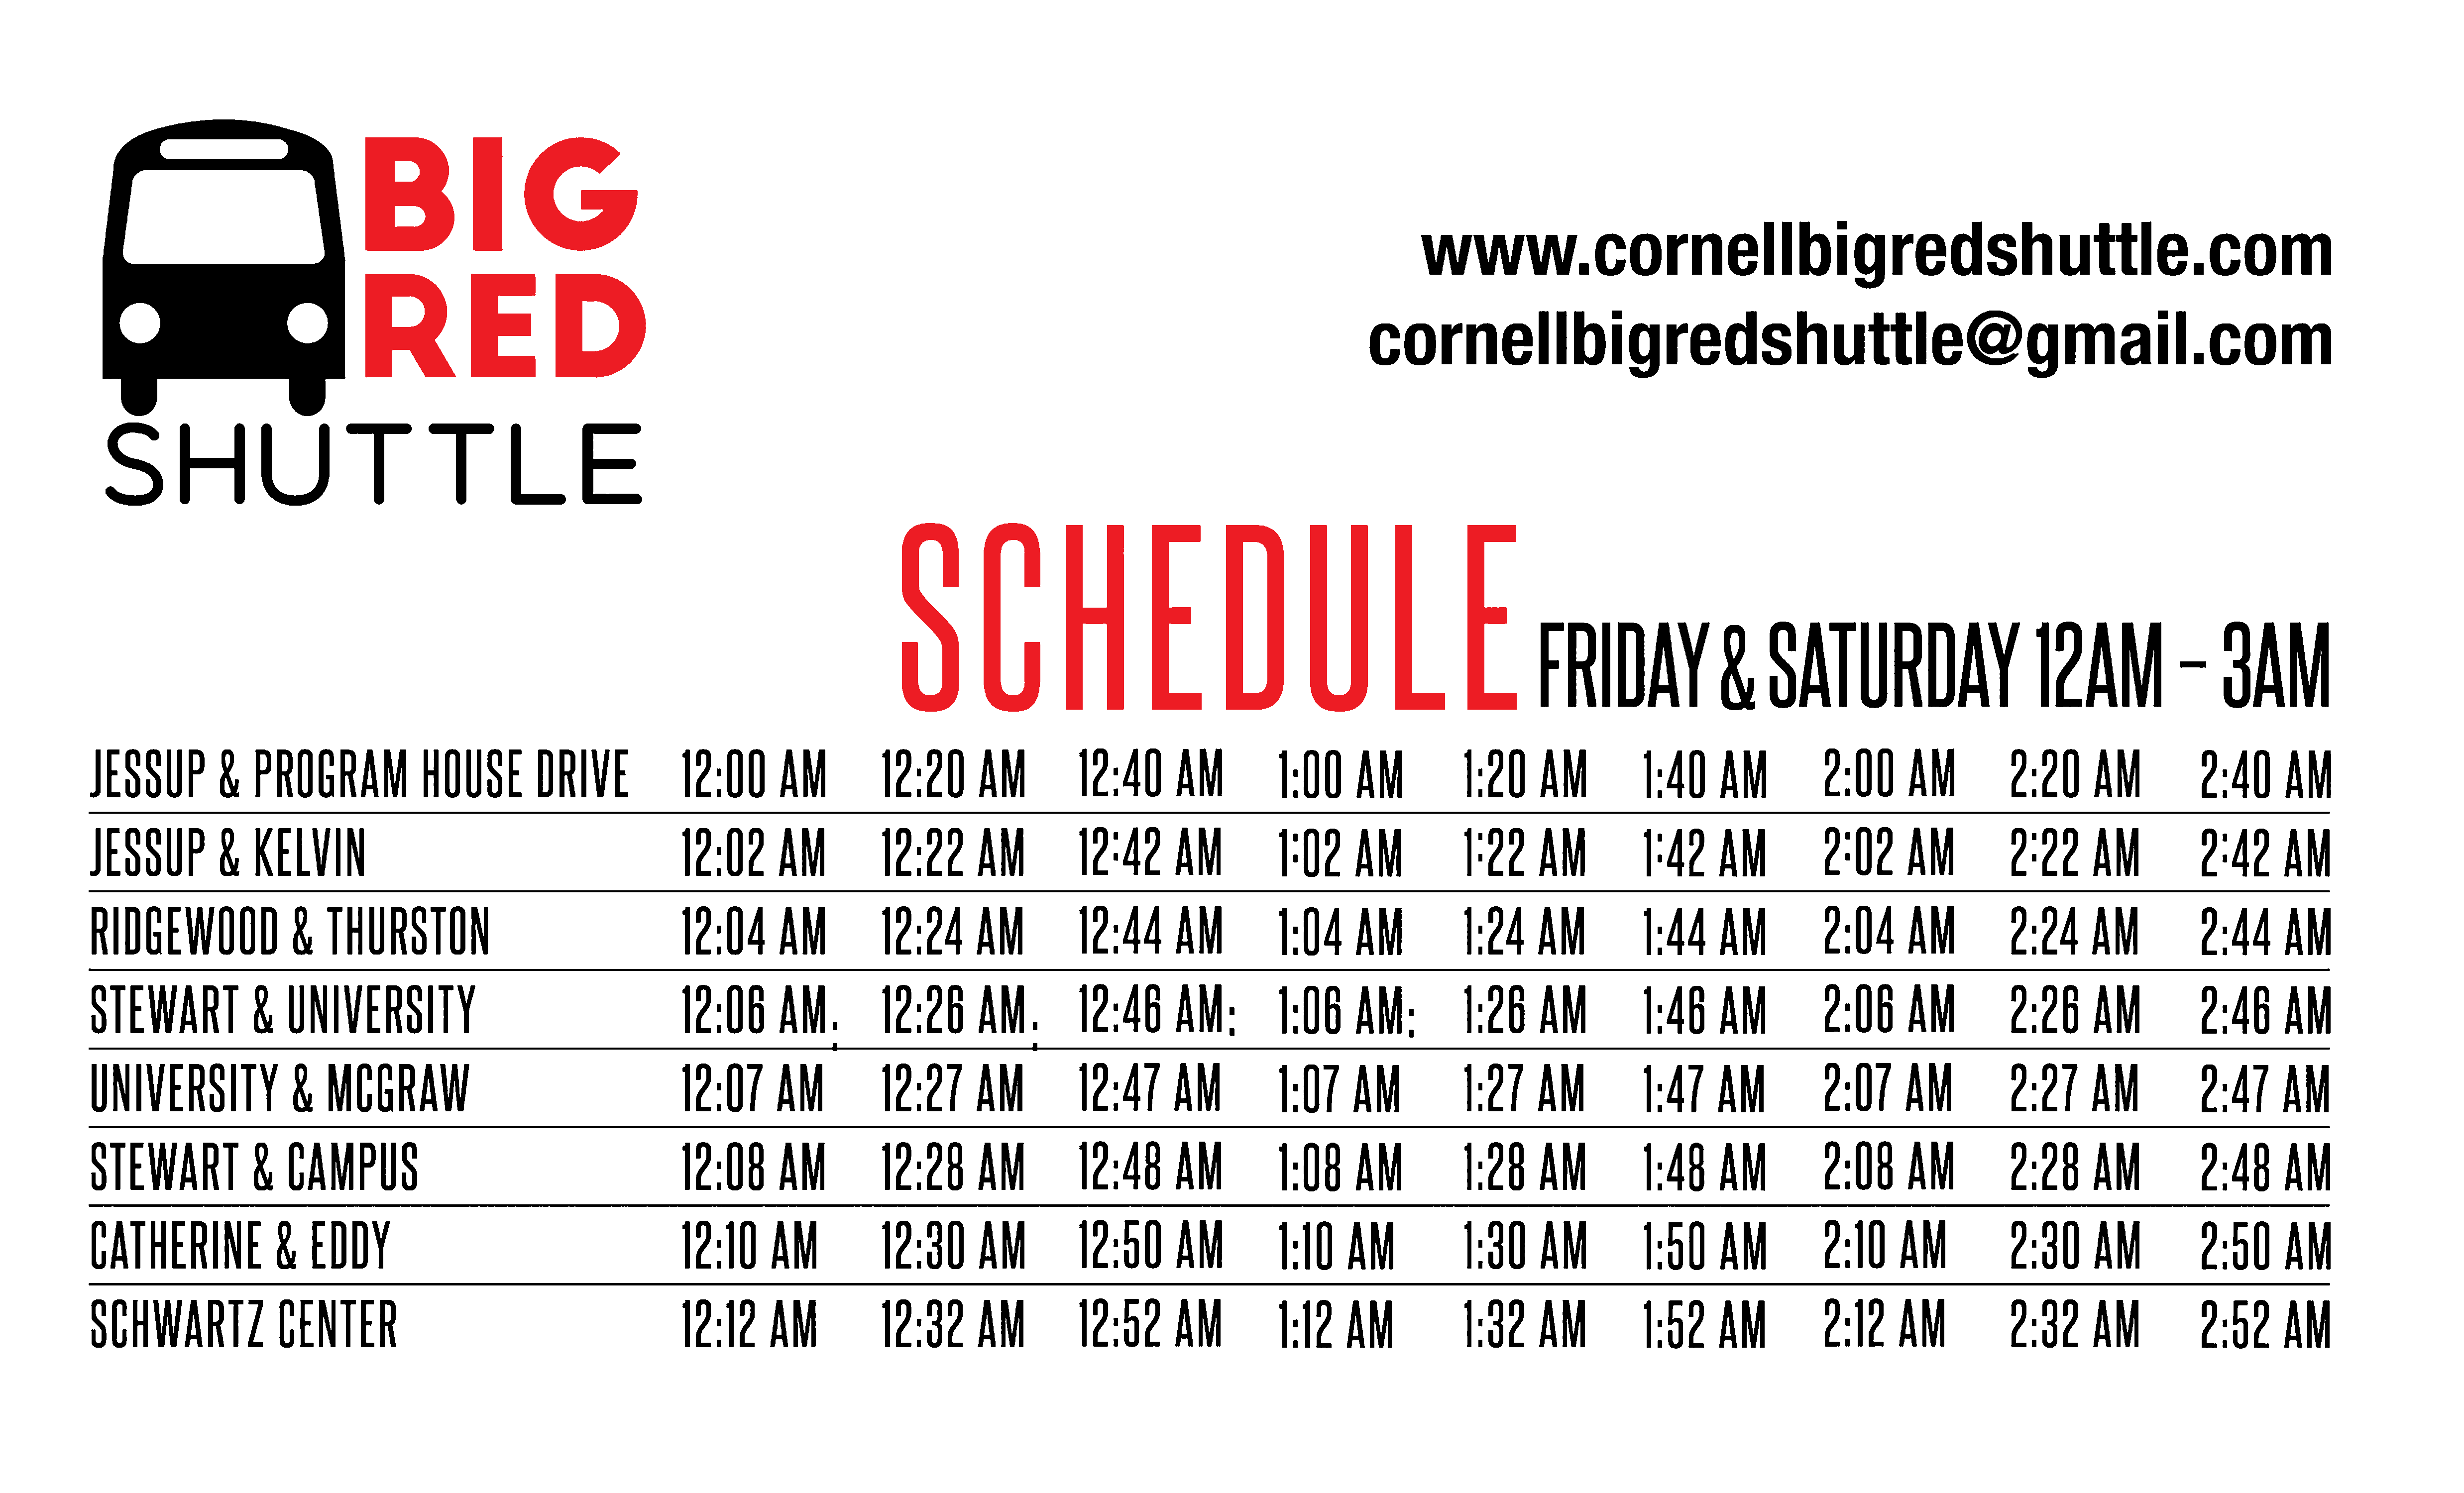 BIG
RED
SHUTTLE
www.cornellbigredshuttle.com
cornellbigredshuttle@gmail.com
SCHEDULE FRIDAY & SATURDAY 12AM – 3AM
JESSUP & PROGRAM HOUSE DRIVE 12:00 AM 12:20 AM 12:40 AM 1:00 AM 1:20 AM 1:40 AM 2:00 AM 2:20 AM 2:40 AM
JESSUP & KELVIN 12:02 AM 12:22 AM 12:42 AM 1:02 AM 1:22 AM 1:42 AM 2:02 AM 2:22 AM 2:42 AM
RIDGEWOOD & THURSTON 12:04 AM 12:24 AM 12:44 AM 1:04 AM 1:24 AM 1:44 AM 2:04 AM 2:24 AM 2:44 AM
STEWART & UNIVERSITY 12:06 AM: 12:26 AM: 12:46 AM: 1:06 AM: 1:26 AM 1:46 AM 2:06 AM 2:26 AM 2:46 AM
UNIVERSITY & MCGRAW 12:07 AM 12:27 AM 12:47 AM 1:07 AM 1:27 AM 1:47 AM 2:07 AM 2:27 AM 2:47 AM
STEWART & CAMPUS 12:08 AM 12:28 AM 12:48 AM 1:08 AM 1:28 AM 1:48 AM 2:08 AM 2:28 AM 2:48 AM
CATHERINE & EDDY 12:10 AM 12:30 AM 12:50 AM 1:10 AM 1:30 AM 1:50 AM 2:10 AM 2:30 AM 2:50 AM
SCHWARTZ CENTER 12:12 AM 12:32 AM 12:52 AM 1:12 AM 1:32 AM 1:52 AM 2:12 AM 2:32 AM 2:52 AM